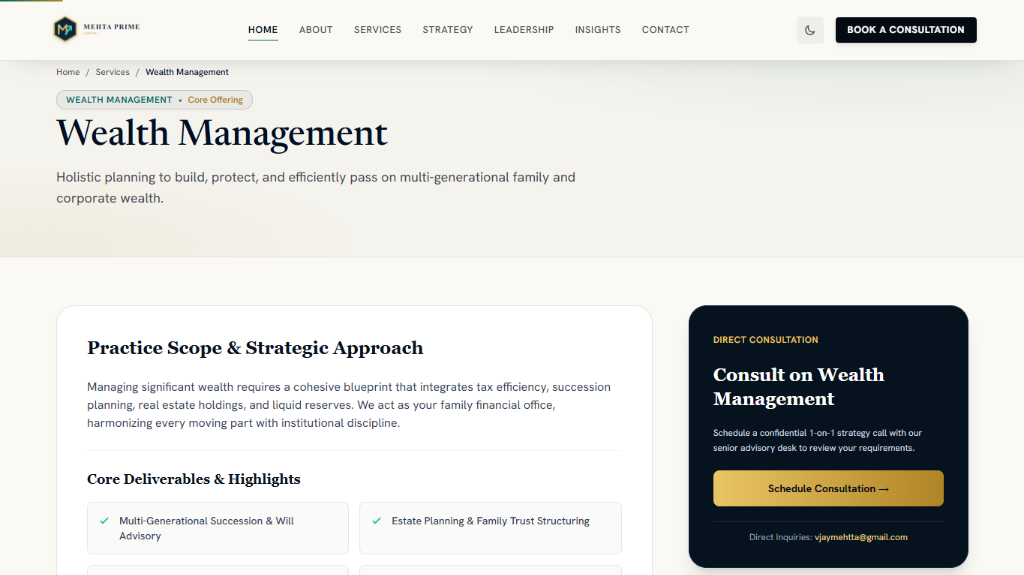 MEHTA PRIME
HOME
ABOUT
SERVICES
STRATEGY
LEADERSHIP
INSIGHTS
CONTACT
BOOK A CONSULTATION
Home / Services / Wealth Management
WEALTH MANAGEMENT • Core Offering
Wealth Management
Holistic planning to build, protect, and efficiently pass on multi-generational family and
corporate wealth.
Practice Scope & Strategic Approach
Managing significant wealth requires a cohesive blueprint that integrates tax efficiency, succession
planning, real estate holdings, and liquid reserves. We act as your family financial office,
harmonizing every moving part with institutional discipline.
Core Deliverables & Highlights
Multi-Generational Succession & Will
Advisory
Estate Planning & Family Trust Structuring
DIRECT CONSULTATION
Consult on Wealth
Management
Schedule a confidential 1-on-1 strategy call with our
senior advisory desk to review your requirements.
Schedule Consultation →
Direct Inquiries: vjaymehtta@gmail.com